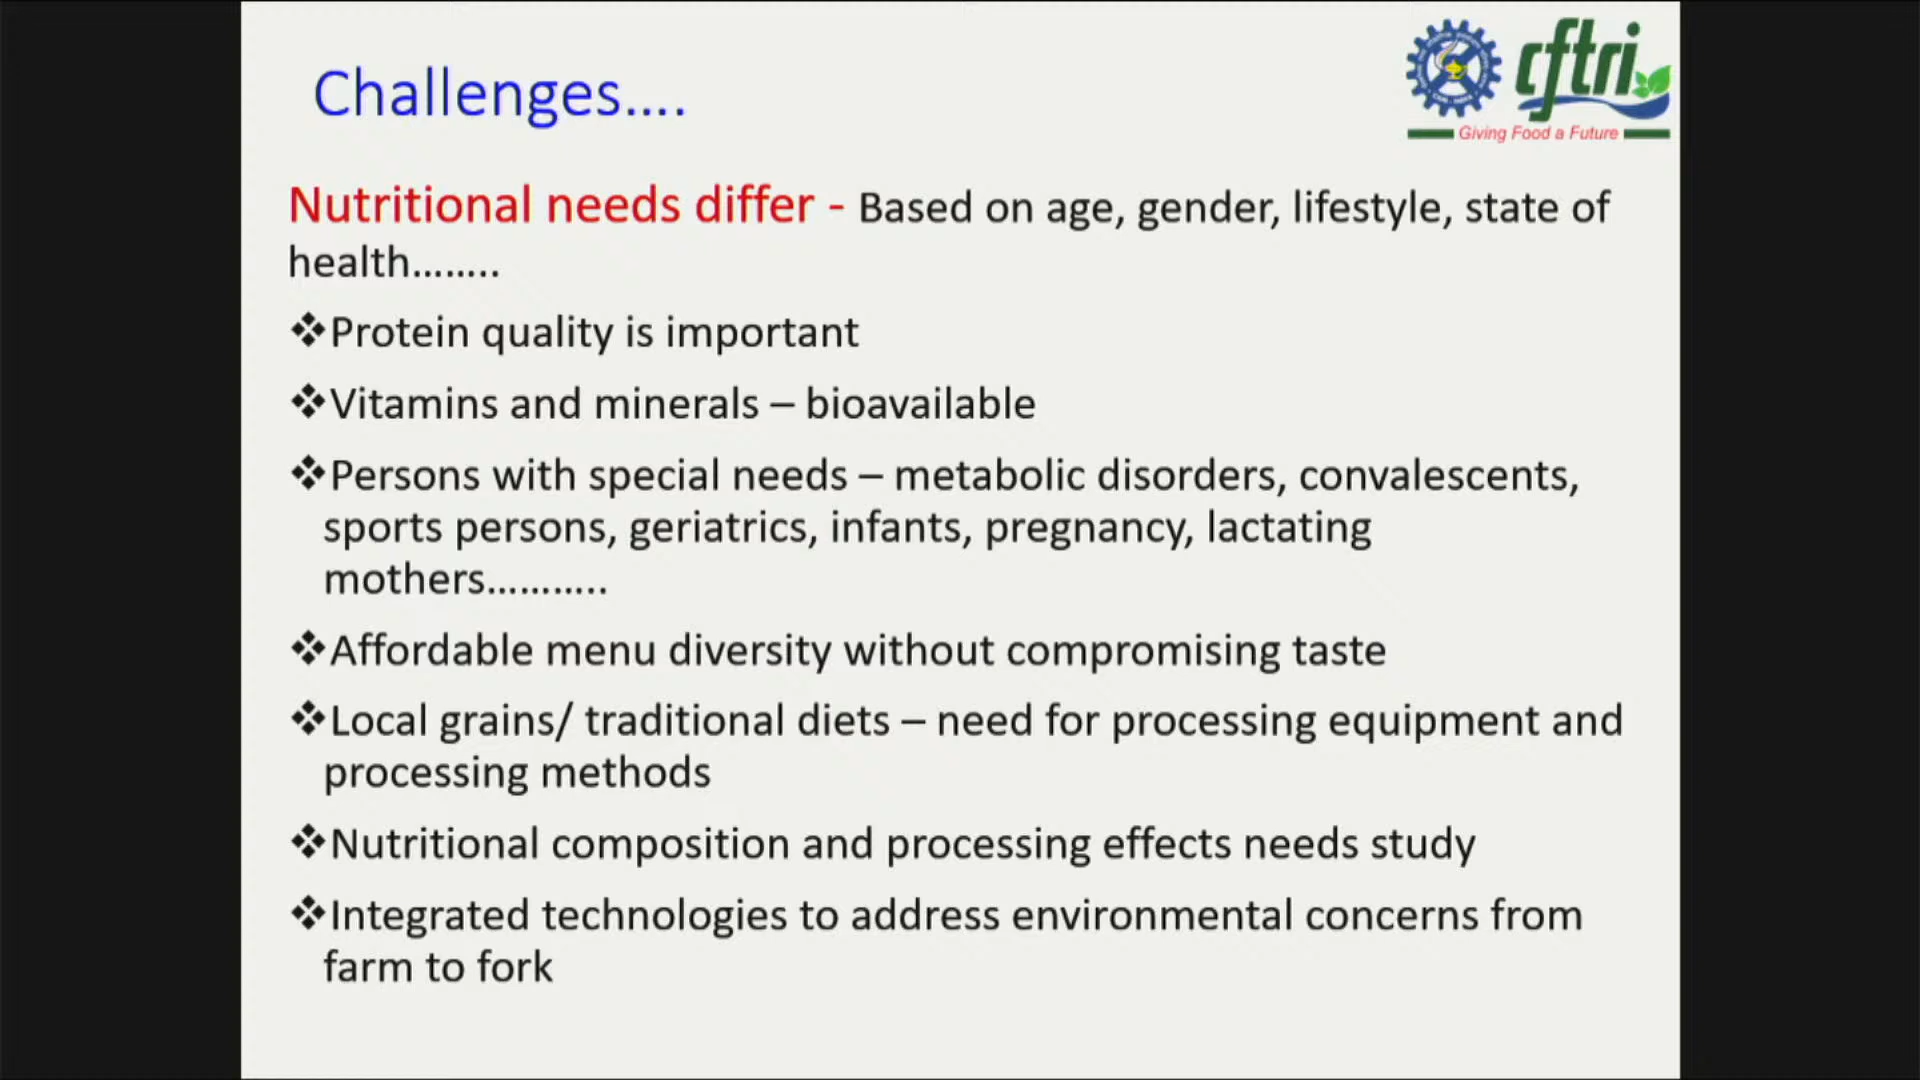 Challenges....
cftri
Giving Food a Future
Nutritional needs differ - Based on age, gender, lifestyle, state of
health........
❖Protein quality is important
❖Vitamins and minerals – bioavailable
❖Persons with special needs – metabolic disorders, convalescents,
sports persons, geriatrics, infants, pregnancy, lactating
mothers...........
❖Affordable menu diversity without compromising taste
❖Local grains/ traditional diets – need for processing equipment and
processing methods
❖Nutritional composition and processing effects needs study
❖Integrated technologies to address environmental concerns from
farm to fork